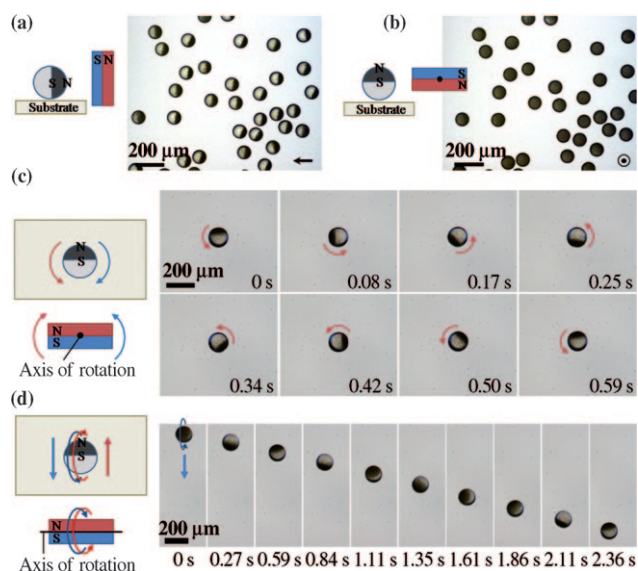 (a)
S N
S N
Substrate
200 μm
(b)
N
S
S
N
Substrate
200 μm
(c)
N
S
N
S
Axis of rotation
200 μm
0 s
0.08 s
0.17 s
0.25 s
0.34 s
0.42 s
0.50 s
0.59 s
(d)
N
S
N
S
Axis of rotation
200 μm
0 s 0.27 s 0.59 s 0.84 s 1.11 s 1.35 s 1.61 s 1.86 s 2.11 s 2.36 s